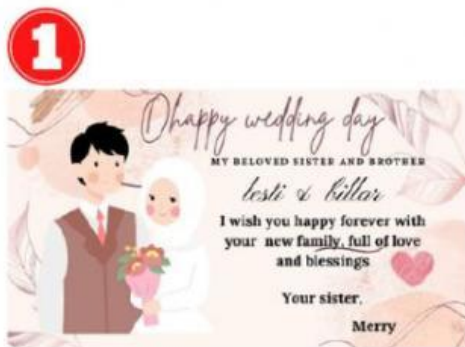 1
happy wedding day
MY BELOVED SISTER AND BROTHER
lesti & billar
I wish you happy forever with
your new family, full of love
and blessings
Your sister,
Merry